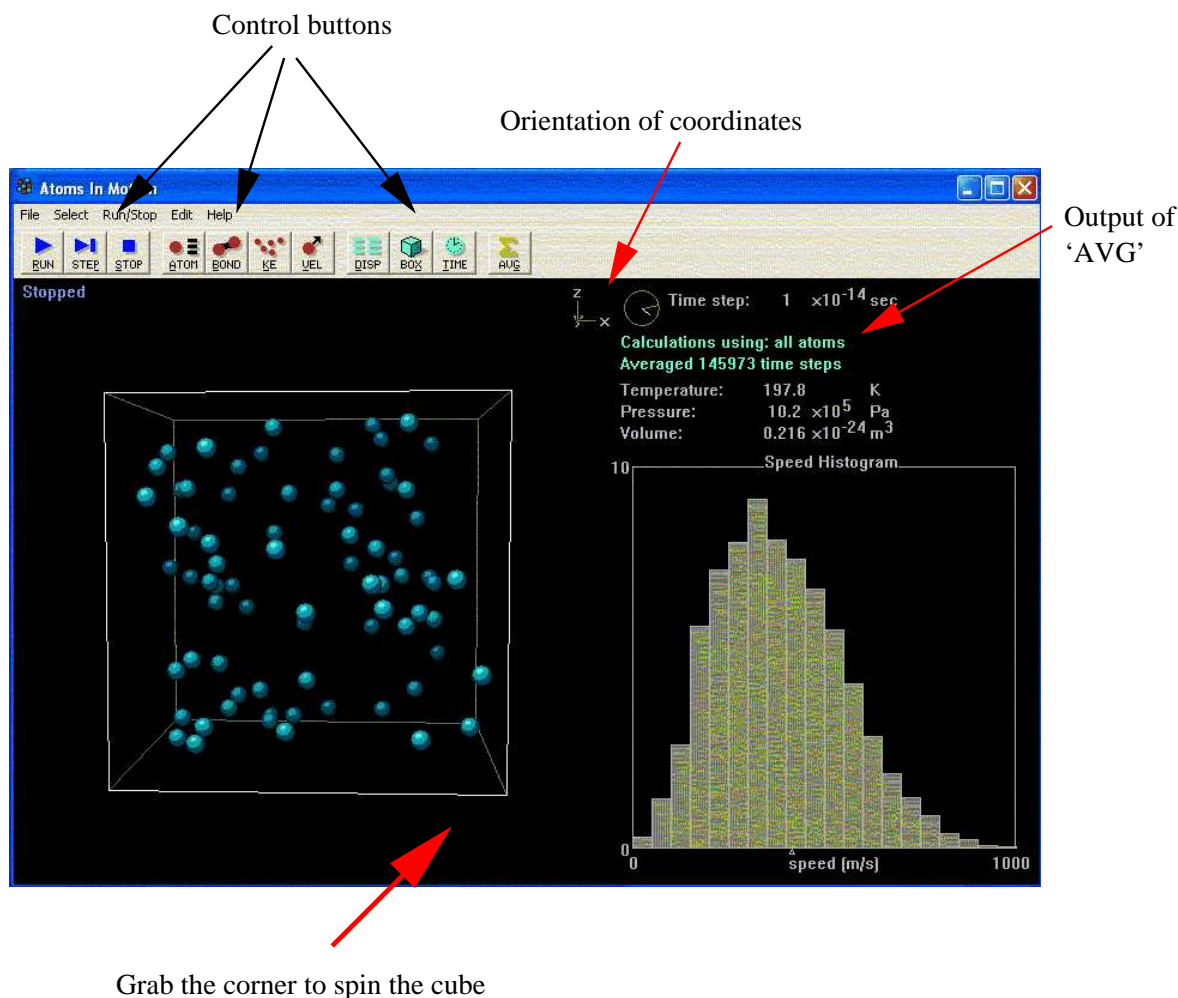 Control buttons
Orientation of coordinates
Output of
‘AVG’
Atoms In Motion
File Select Run/Stop Edit Help
RUN STEP STOP ATOM BOND KE VEL DISP BOX TIME AVG
Stopped
z
y x
Time step: 1 x10-14 sec
Calculations using: all atoms
Averaged 145973 time steps
Temperature: 197.8 K
Pressure: 10.2 x105 Pa
Volume: 0.216 x10-24 m3
10 Speed Histogram
0
0 speed (m/s) 1000
Grab the corner to spin the cube